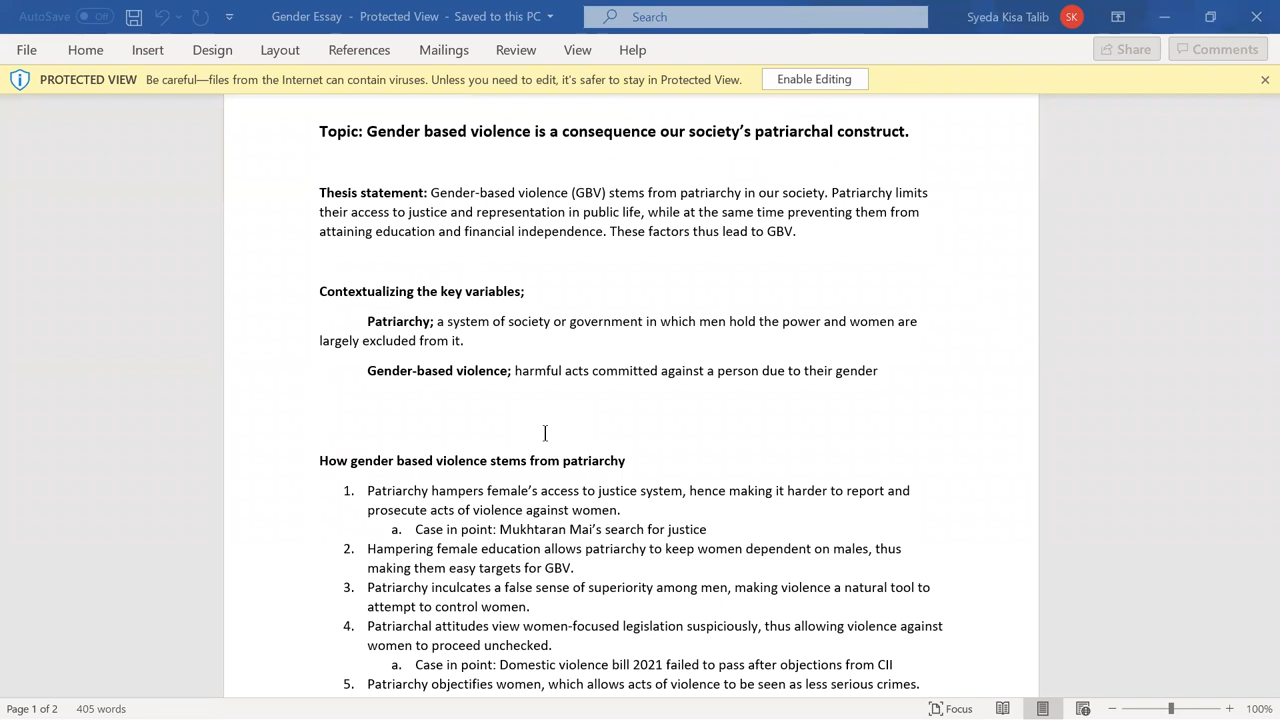 AutoSave Off Gender Essay - Protected View - Saved to this PC Search Syeda Kisa Talib SK
File Home Insert Design Layout References Mailings Review View Help Share Comments
PROTECTED VIEW Be careful—files from the Internet can contain viruses. Unless you need to edit, it's safer to stay in Protected View. Enable Editing
Topic: Gender based violence is a consequence our society’s patriarchal construct.
Thesis statement: Gender-based violence (GBV) stems from patriarchy in our society. Patriarchy limits
their access to justice and representation in public life, while at the same time preventing them from
attaining education and financial independence. These factors thus lead to GBV.
Contextualizing the key variables;
Patriarchy; a system of society or government in which men hold the power and women are
largely excluded from it.
Gender-based violence; harmful acts committed against a person due to their gender
How gender based violence stems from patriarchy
1. Patriarchy hampers female’s access to justice system, hence making it harder to report and
prosecute acts of violence against women.
a. Case in point: Mukhtaran Mai’s search for justice
2. Hampering female education allows patriarchy to keep women dependent on males, thus
making them easy targets for GBV.
3. Patriarchy inculcates a false sense of superiority among men, making violence a natural tool to
attempt to control women.
4. Patriarchal attitudes view women-focused legislation suspiciously, thus allowing violence against
women to proceed unchecked.
a. Case in point: Domestic violence bill 2021 failed to pass after objections from CII
5. Patriarchy objectifies women, which allows acts of violence to be seen as less serious crimes.
Page 1 of 2 405 words Focus 100%